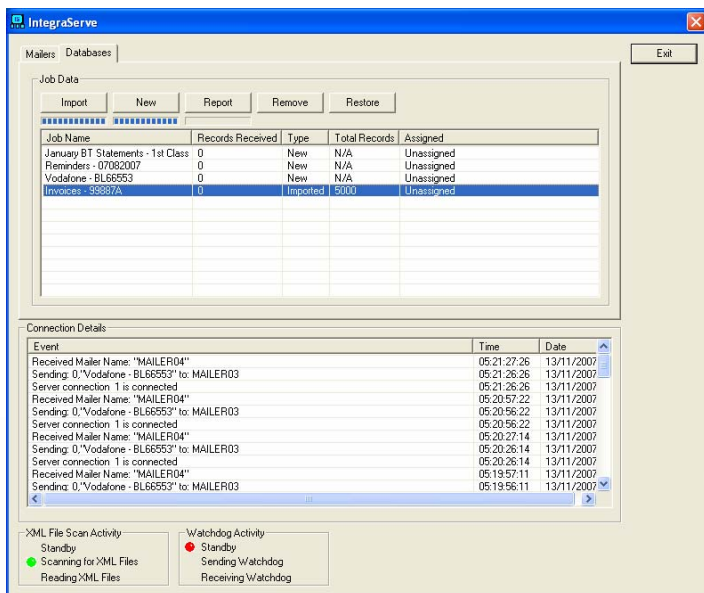 IntegraServe
Mailers Databases Exit
Job Data
Import New Report Remove Restore
Job Name Records Received Type Total Records Assigned
January BT Statements - 1st Class 0 New N/A Unassigned
Reminders - 07082007 0 New N/A Unassigned
Vodafone - BL66553 0 New N/A Unassigned
Invoices - 99887A 0 Imported 5000 Unassigned
Connection Details
Event Time Date
Received Mailer Name: "MAILER04" 05:21:27:26 13/11/2007
Sending: 0,"Vodafone - BL66553" to: MAILER03 05:21:26:26 13/11/2007
Server connection 1 is connected 05:21:26:26 13/11/2007
Received Mailer Name: "MAILER04" 05:20:57:22 13/11/2007
Sending: 0,"Vodafone - BL66553" to: MAILER03 05:20:56:22 13/11/2007
Server connection 1 is connected 05:20:56:22 13/11/2007
Received Mailer Name: "MAILER04" 05:20:27:14 13/11/2007
Sending: 0,"Vodafone - BL66553" to: MAILER03 05:20:26:14 13/11/2007
Server connection 1 is connected 05:20:26:14 13/11/2007
Received Mailer Name: "MAILER04" 05:19:57:11 13/11/2007
Sending: 0,"Vodafone - BL66553" to: MAILER03 05:19:56:11 13/11/2007
XML File Scan Activity Watchdog Activity
Standby Standby
Scanning for XML Files Sending Watchdog
Reading XML Files Receiving Watchdog